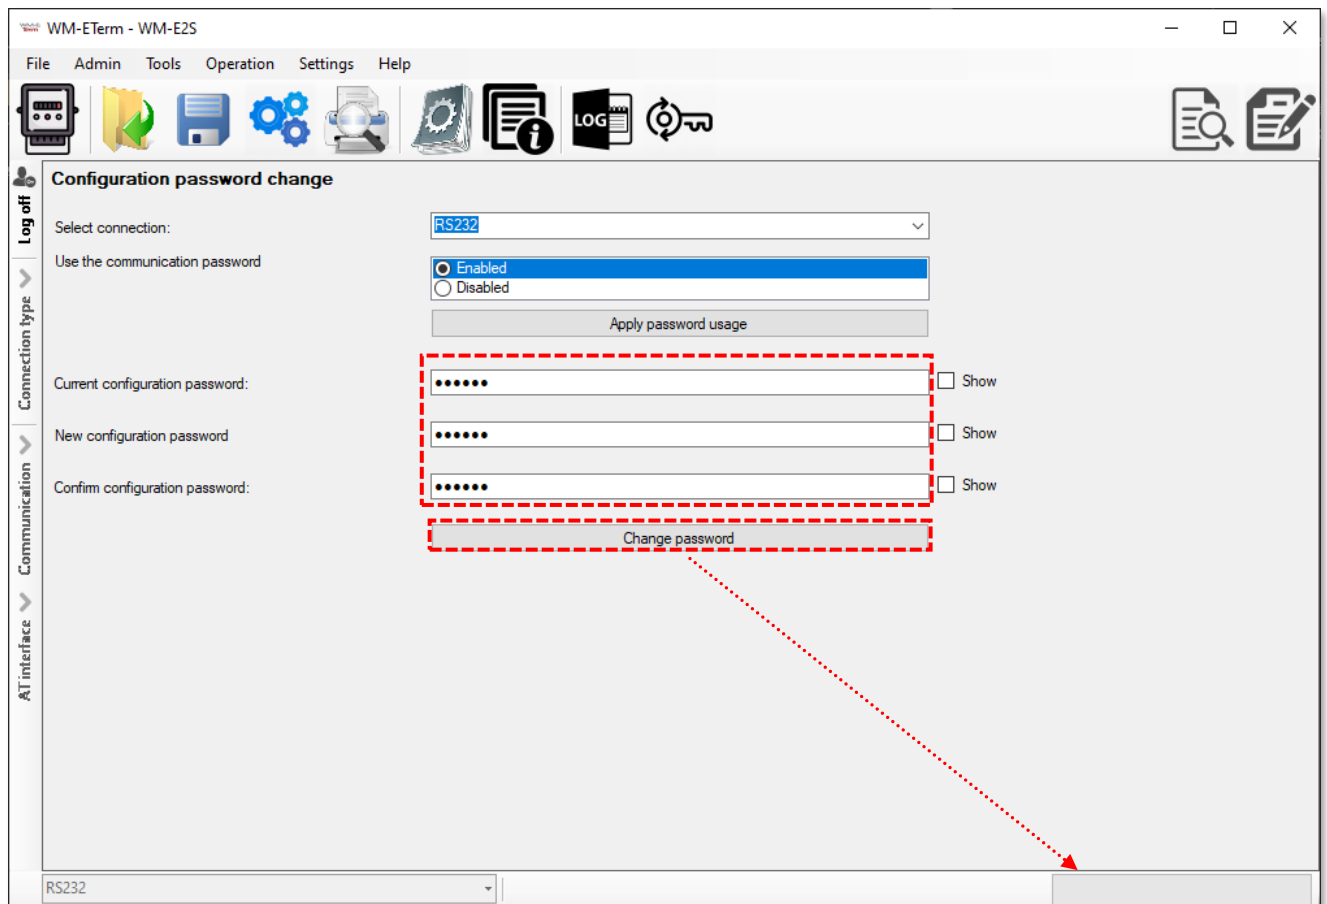 WM-ETerm - WM-E2S
File Admin Tools Operation Settings Help
LOG
Configuration password change
Log off
Connection type
Communication
AT interface
Select connection:
RS232
Use the communication password
Enabled
Disabled
Apply password usage
Current configuration password:
••••••
Show
New configuration password
••••••
Show
Confirm configuration password:
••••••
Show
Change password
RS232